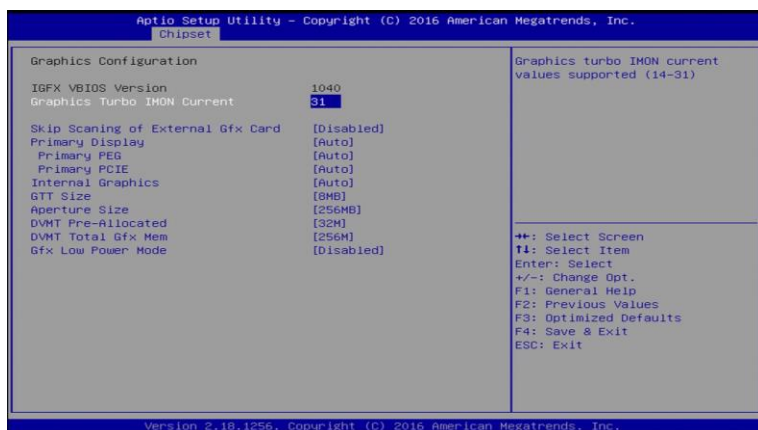 Aptio Setup Utility – Copyright (C) 2016 American Megatrends, Inc.
Chipset
Graphics Configuration
IGFX VBIOS Version 1040
Graphics Turbo IMON Current 31
Skip Scaning of External Gfx Card [Disabled]
Primary Display [Auto]
Primary PEG [Auto]
Primary PCIE [Auto]
Internal Graphics [Auto]
GTT Size [8MB]
Aperture Size [256MB]
DVMT Pre-Allocated [32M]
DVMT Total Gfx Mem [256M]
Gfx Low Power Mode [Disabled]
Graphics turbo IMON current
values supported (14-31)
→←: Select Screen
↑↓: Select Item
Enter: Select
+/-: Change Opt.
F1: General Help
F2: Previous Values
F3: Optimized Defaults
F4: Save & Exit
ESC: Exit
Version 2.18.1256. Copyright (C) 2016 American Megatrends, Inc.